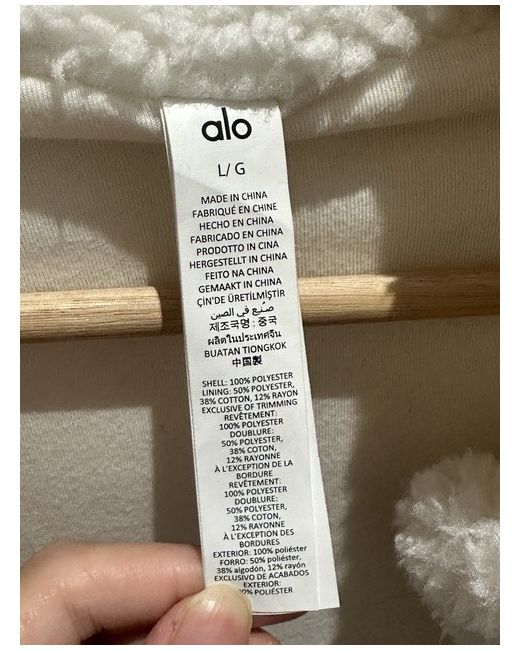 alo
L/ G
MADE IN CHINA
FABRIQUÉ EN CHINE
HECHO EN CHINA
FABRICADO EN CHINA
PRODOTTO IN CINA
HERGESTELLT IN CHINA
FEITO NA CHINA
GEMAAKT IN CHINA
ÇİN'DE ÜRETİLMİŞTİR
صُنِع في الصين
제조국명 : 중국
ผลิตในประเทศจีน
BUATAN TIONGKOK
中国製
SHELL: 100% POLYESTER
LINING: 50% POLYESTER,
38% COTTON, 12% RAYON
EXCLUSIVE OF TRIMMING
REVÊTEMENT:
100% POLYESTER
DOUBLURE:
50% POLYESTER,
38% COTON,
12% RAYONNE
À L'EXCEPTION DE LA
BORDURE
REVÊTEMENT:
100% POLYESTER
DOUBLURE:
50% POLYESTER,
38% COTON,
12% RAYONNE
À L'EXCEPTION DES
BORDURES
EXTERIOR: 100% poliéster
FORRO: 50% poliéster,
38% algodón, 12% rayón
EXCLUSIVO DE ACABADOS
EXTERIOR:
% POLIÉSTER